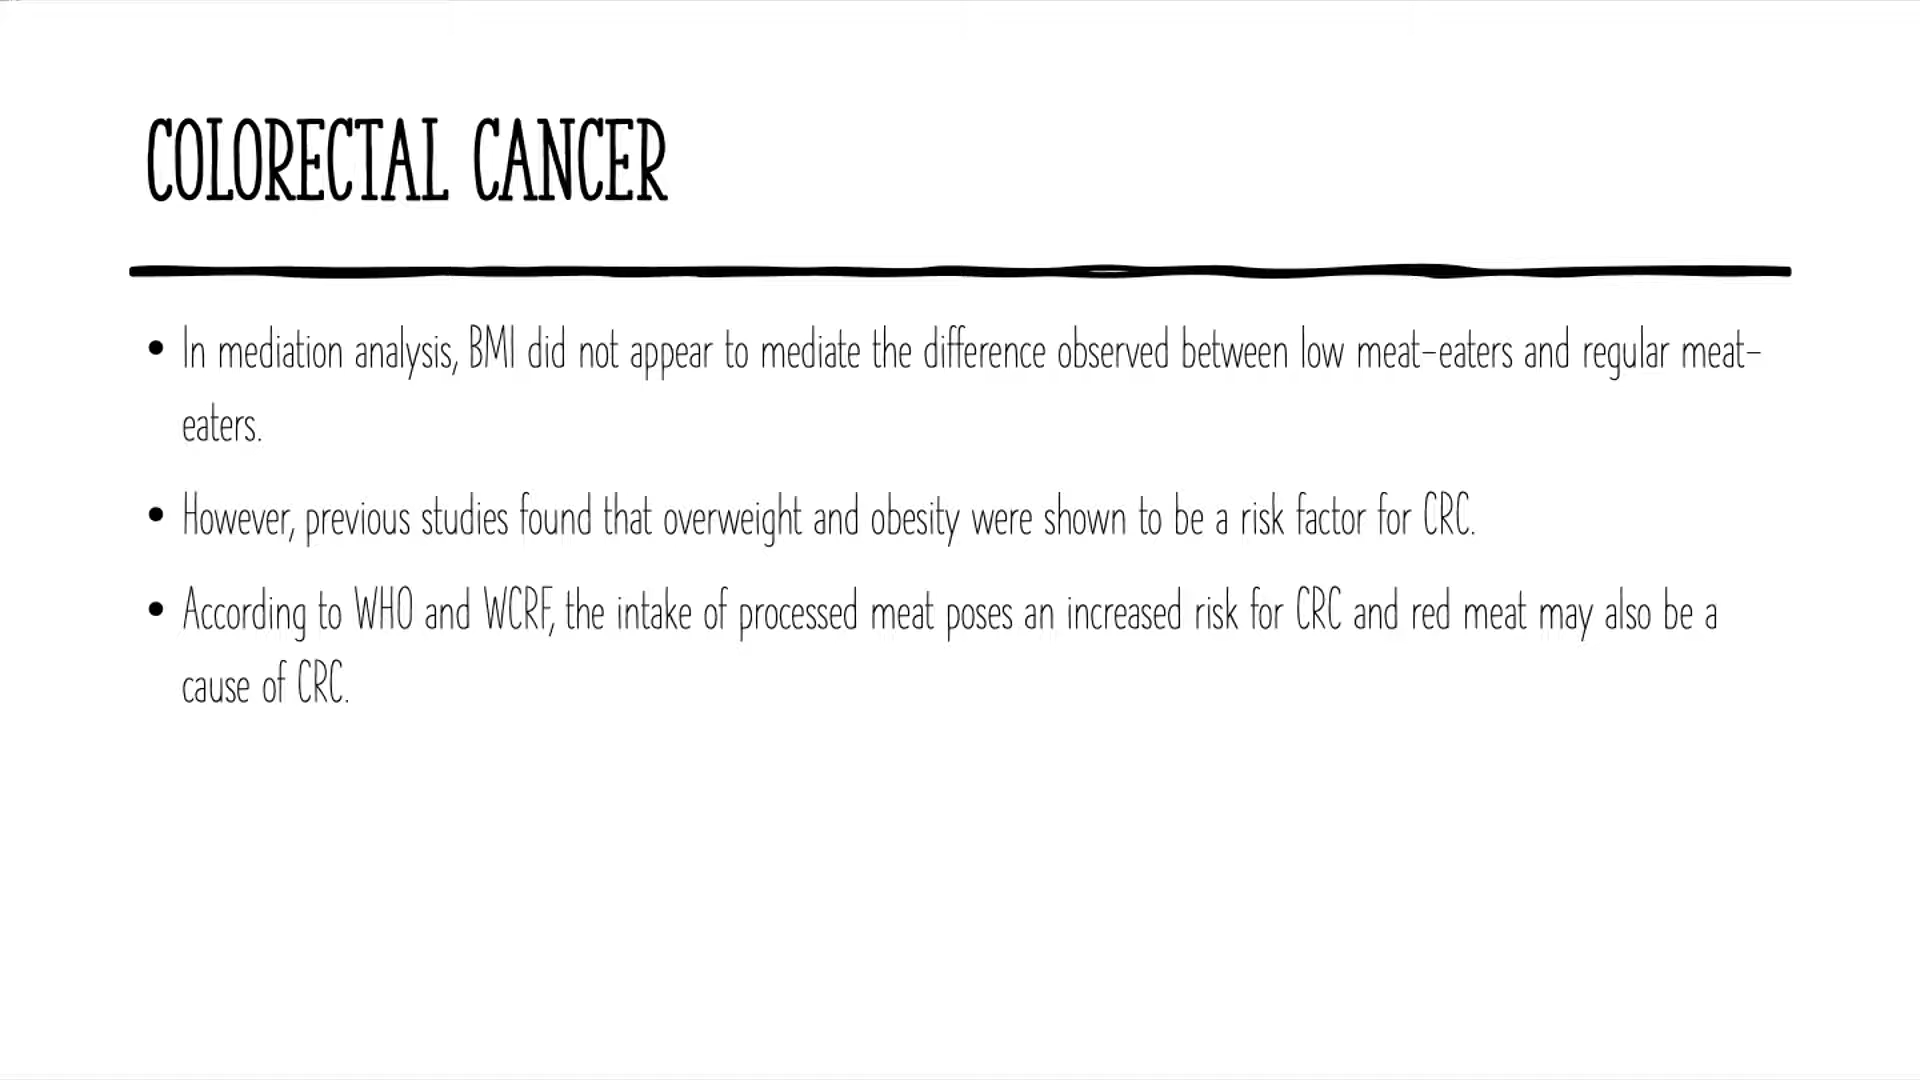 COLORECTAL CANCER
• In mediation analysis, BMI did not appear to mediate the difference observed between low meat-eaters and regular meat-
eaters.
• However, previous studies found that overweight and obesity were shown to be a risk factor for CRC.
• According to WHO and WCRF, the intake of processed meat poses an increased risk for CRC and red meat may also be a
cause of CRC.